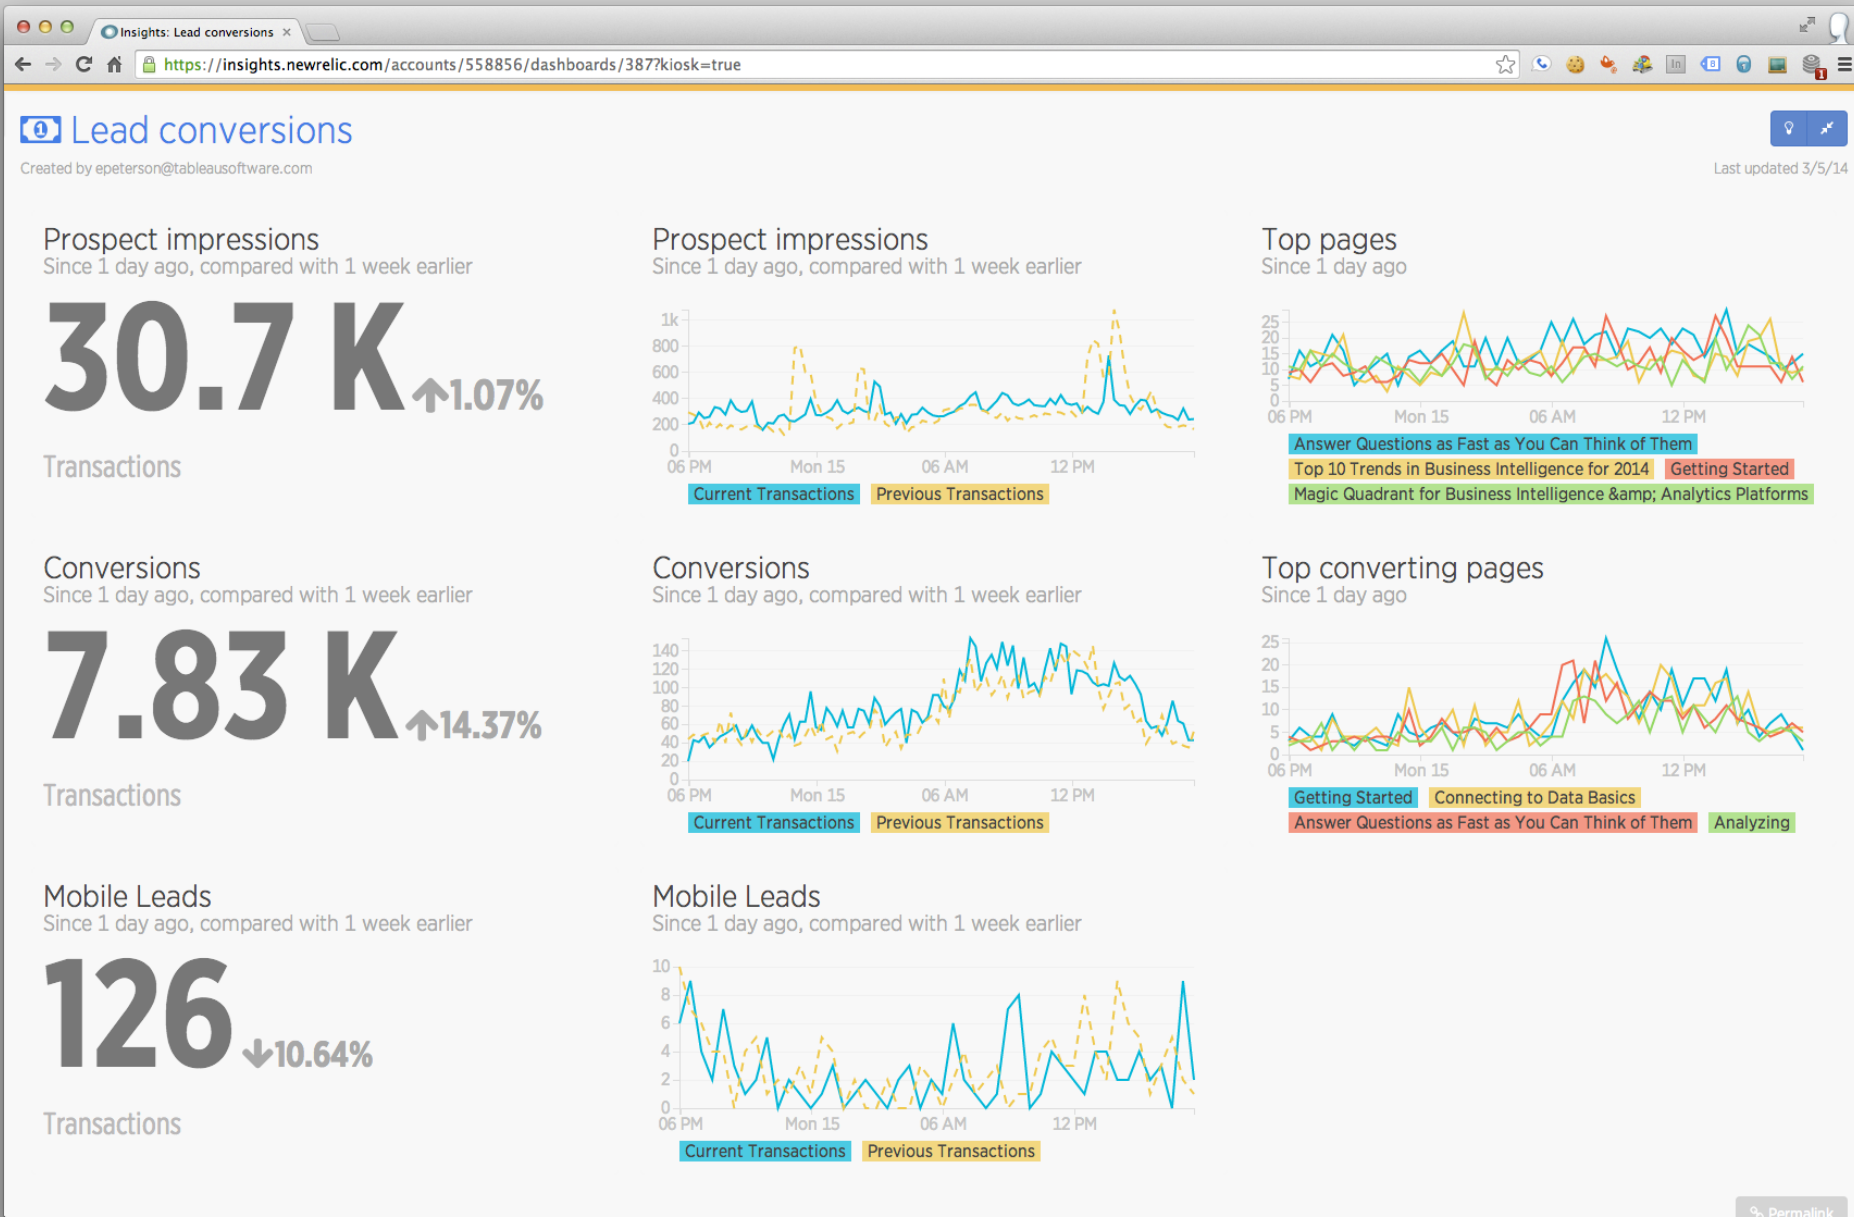 Insights: Lead conversions
https://insights.newrelic.com/accounts/558856/dashboards/387?kiosk=true
In
8
1
1 Lead conversions
Created by epeterson@tableausoftware.com
Last updated 3/5/14
Prospect impressions
Since 1 day ago, compared with 1 week earlier
30.7 K
1.07%
Transactions
Prospect impressions
Since 1 day ago, compared with 1 week earlier
1k
800
600
400
200
0
06 PM Mon 15 06 AM 12 PM
Current Transactions Previous Transactions
Top pages
Since 1 day ago
25
20
15
10
5
0
06 PM Mon 15 06 AM 12 PM
Answer Questions as Fast as You Can Think of Them
Top 10 Trends in Business Intelligence for 2014 Getting Started
Magic Quadrant for Business Intelligence &amp; Analytics Platforms
Conversions
Since 1 day ago, compared with 1 week earlier
7.83 K
14.37%
Transactions
Conversions
Since 1 day ago, compared with 1 week earlier
140
120
100
80
60
40
20
0
06 PM Mon 15 06 AM 12 PM
Current Transactions Previous Transactions
Top converting pages
Since 1 day ago
25
20
15
10
5
0
06 PM Mon 15 06 AM 12 PM
Getting Started Connecting to Data Basics
Answer Questions as Fast as You Can Think of Them Analyzing
Mobile Leads
Since 1 day ago, compared with 1 week earlier
126
10.64%
Transactions
Mobile Leads
Since 1 day ago, compared with 1 week earlier
10
8
6
4
2
0
06 PM Mon 15 06 AM 12 PM
Current Transactions Previous Transactions
Permalink